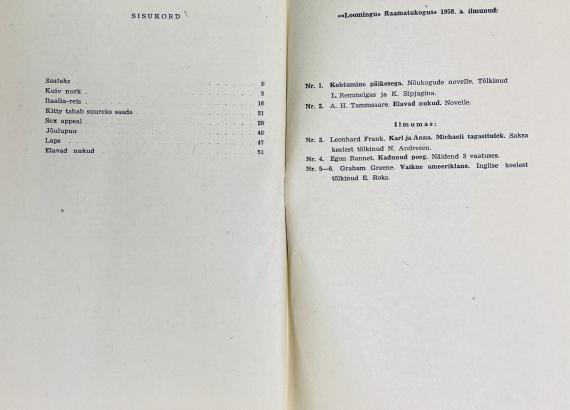 SISUKORD
Saateks . . . . . . . 3
Kuiv nurk . . . . . . . 5
Itaalia-reis . . . . . . . 16
Kitty tahab suureks saada . . . . . . . 21
Sex appeal . . . . . . . 28
Jõulupuu . . . . . . . 40
Laps . . . . . . . 47
Elavad nukud . . . . . . . 51
«Loomingu» Raamatukogus» 1958. a. ilmunud:
Nr. 1. Kohtumine päikesega. Nõukogude novelle. Tõlkinud
L. Remmelgas ja K. Sipjagina.
Nr. 2. A. H. Tammsaare. Elavad nukud. Novelle.
Ilmumas:
Nr. 3. Leonhard Frank. Karl ja Anna. Michaeli tagasitulek. Saksa
keelest tõlkinud N. Andresen.
Nr. 4. Egon Rannet. Kadunud poeg. Näidend 3 vaatuses.
Nr. 5—6. Graham Greene. Vaikne ameeriklane. Inglise keelest
tõlkinud E. Roks.